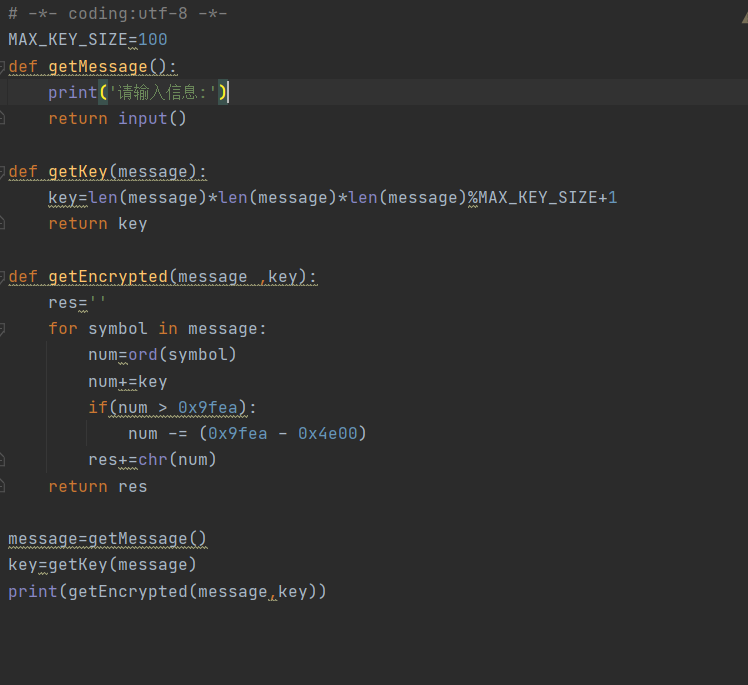 # -*- coding:utf-8 -*-
MAX_KEY_SIZE=100
def getMessage():
    print('请输入信息:')
    return input()
def getKey(message):
    key=len(message)*len(message)*len(message)%MAX_KEY_SIZE+1
    return key
def getEncrypted(message ,key):
    res=''
    for symbol in message:
        num=ord(symbol)
        num+=key
        if(num > 0x9fea):
            num -= (0x9fea - 0x4e00)
        res+=chr(num)
    return res
message=getMessage()
key=getKey(message)
print(getEncrypted(message,key))